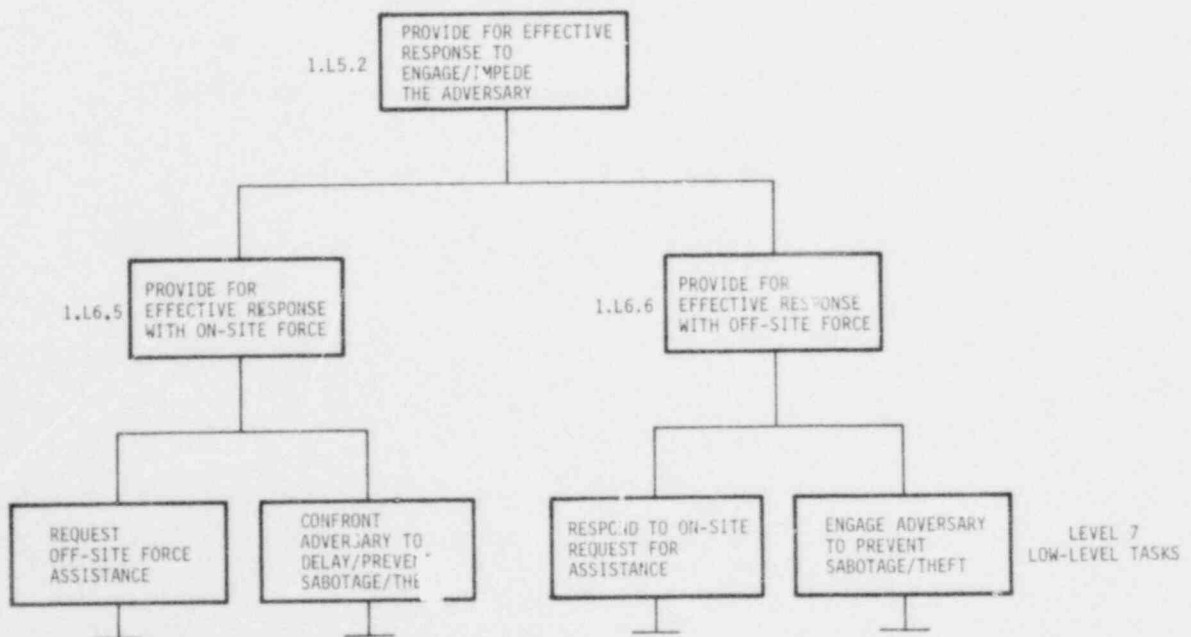 1.L5.2
PROVIDE FOR EFFECTIVE
RESPONSE TO
ENGAGE/IMPEDE
THE ADVERSARY
1.L6.5
PROVIDE FOR
EFFECTIVE RESPONSE
WITH ON-SITE FORCE
1.L6.6
PROVIDE FOR
EFFECTIVE RESPONSE
WITH OFF-SITE FORCE
REQUEST
OFF-SITE FORCE
ASSISTANCE
CONFRONT
ADVERSARY TO
DELAY/PREVENT
SABOTAGE/THE
RESPOND TO ON-SITE
REQUEST FOR
ASSISTANCE
ENGAGE ADVERSARY
TO PREVENT
SABOTAGE/THEFT
LEVEL 7
LOW-LEVEL TASKS